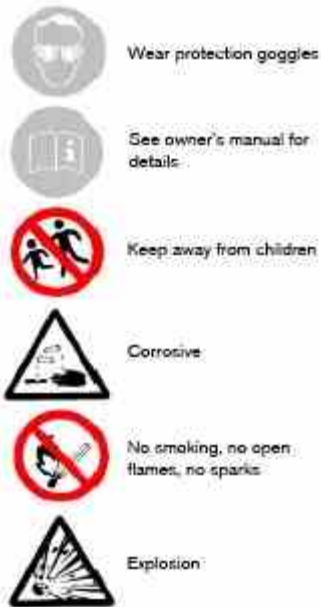 Wear protection goggles
See owner's manual for
details
Keep away from children
Corrosive
No smoking, no open
flames, no sparks
Explosion